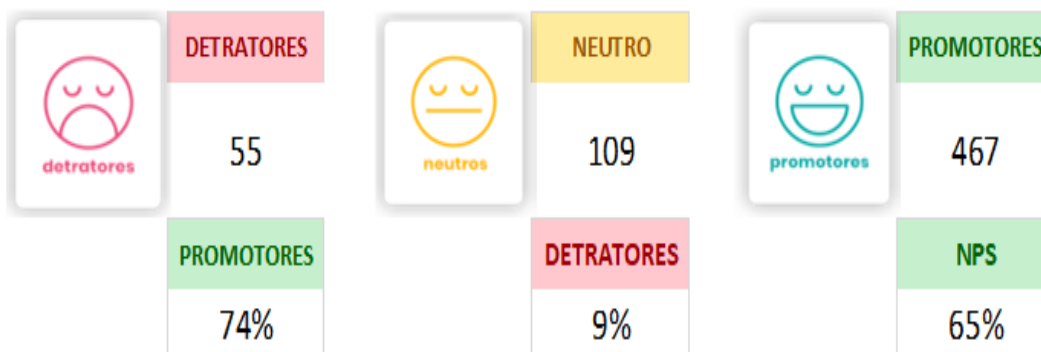 DETRATORES
NEUTRO
PROMOTORES
detratores
55
neutros
109
promotores
467
PROMOTORES
DETRATORES
NPS
74%
9%
65%